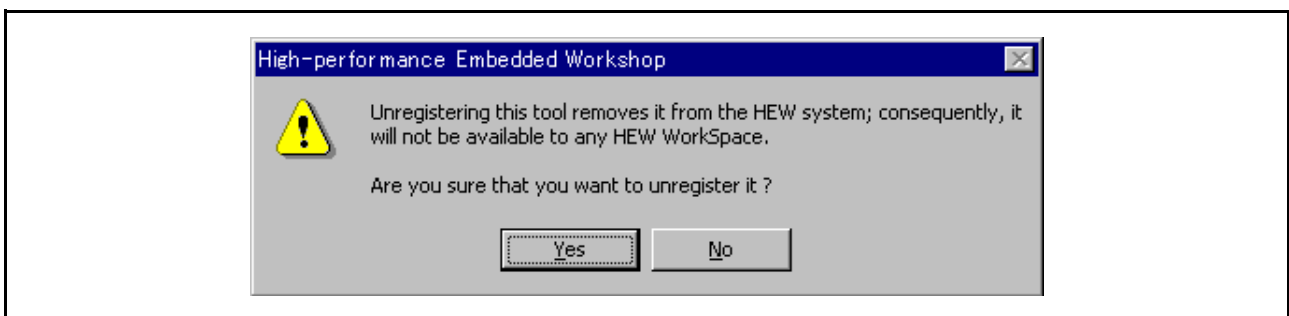 High-performance Embedded Workshop
Unregistering this tool removes it from the HEW system; consequently, it
will not be available to any HEW WorkSpace.
Are you sure that you want to unregister it ?
Yes
No